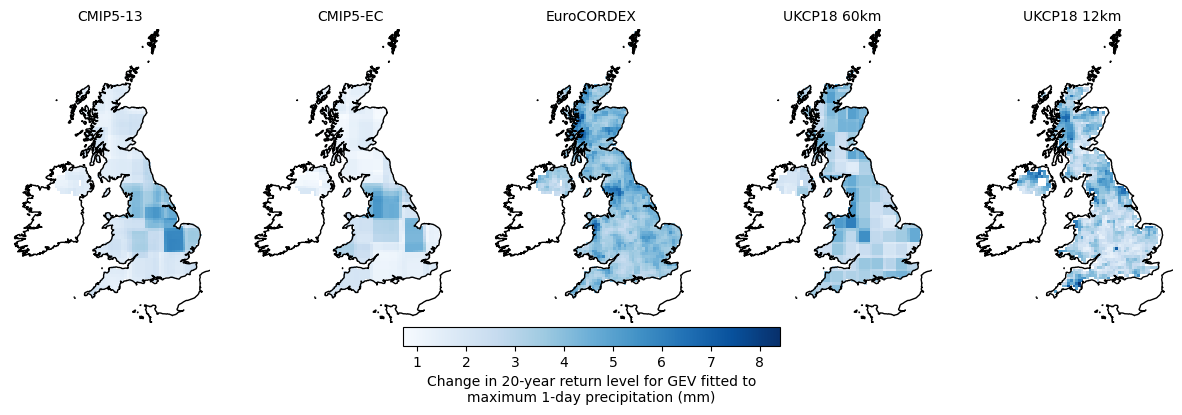 CMIP5-13 CMIP5-EC EuroCORDEX UKCP18 60km UKCP18 12km
1 2 3 4 5 6 7 8
Change in 20-year return level for GEV fitted to
maximum 1-day precipitation (mm)